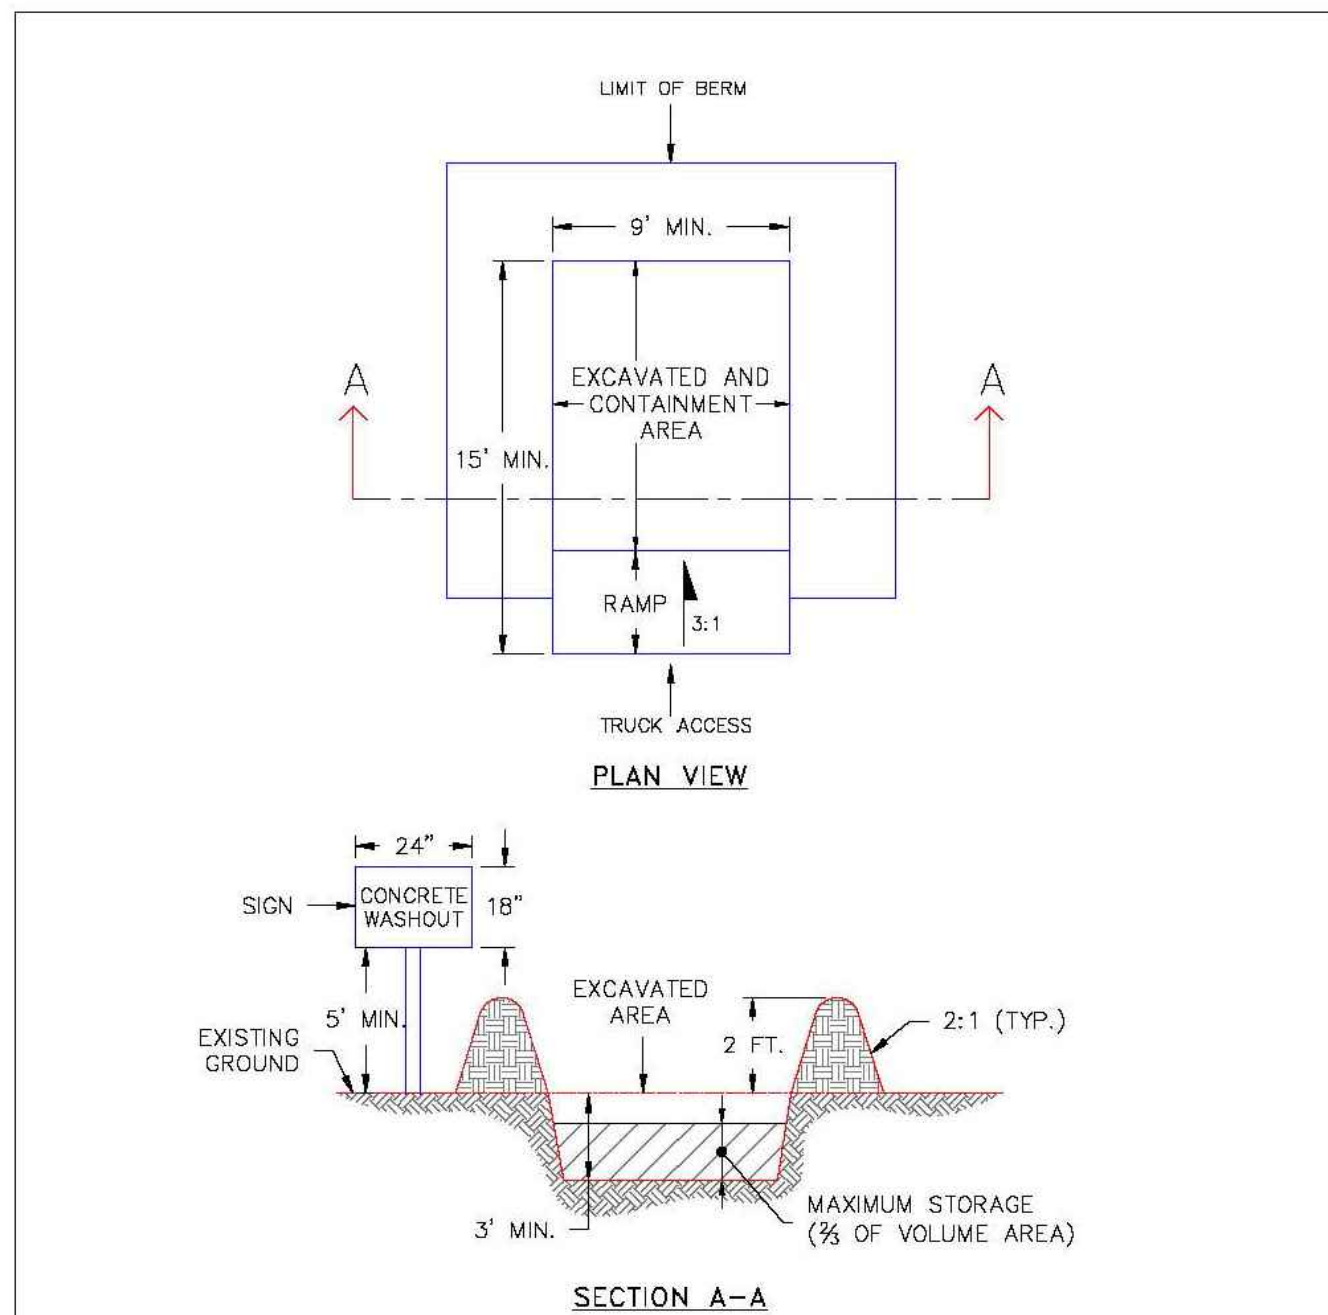 LIMIT OF BERM
9' MIN.
A
A
EXCAVATED AND
CONTAINMENT
AREA
15' MIN.
RAMP
3:1
TRUCK ACCESS
PLAN VIEW
24"
SIGN
CONCRETE
WASHOUT
18"
5' MIN.
EXCAVATED
AREA
2 FT.
2:1 (TYP.)
EXISTING
GROUND
3' MIN.
MAXIMUM STORAGE
(⅔ OF VOLUME AREA)
SECTION A-A